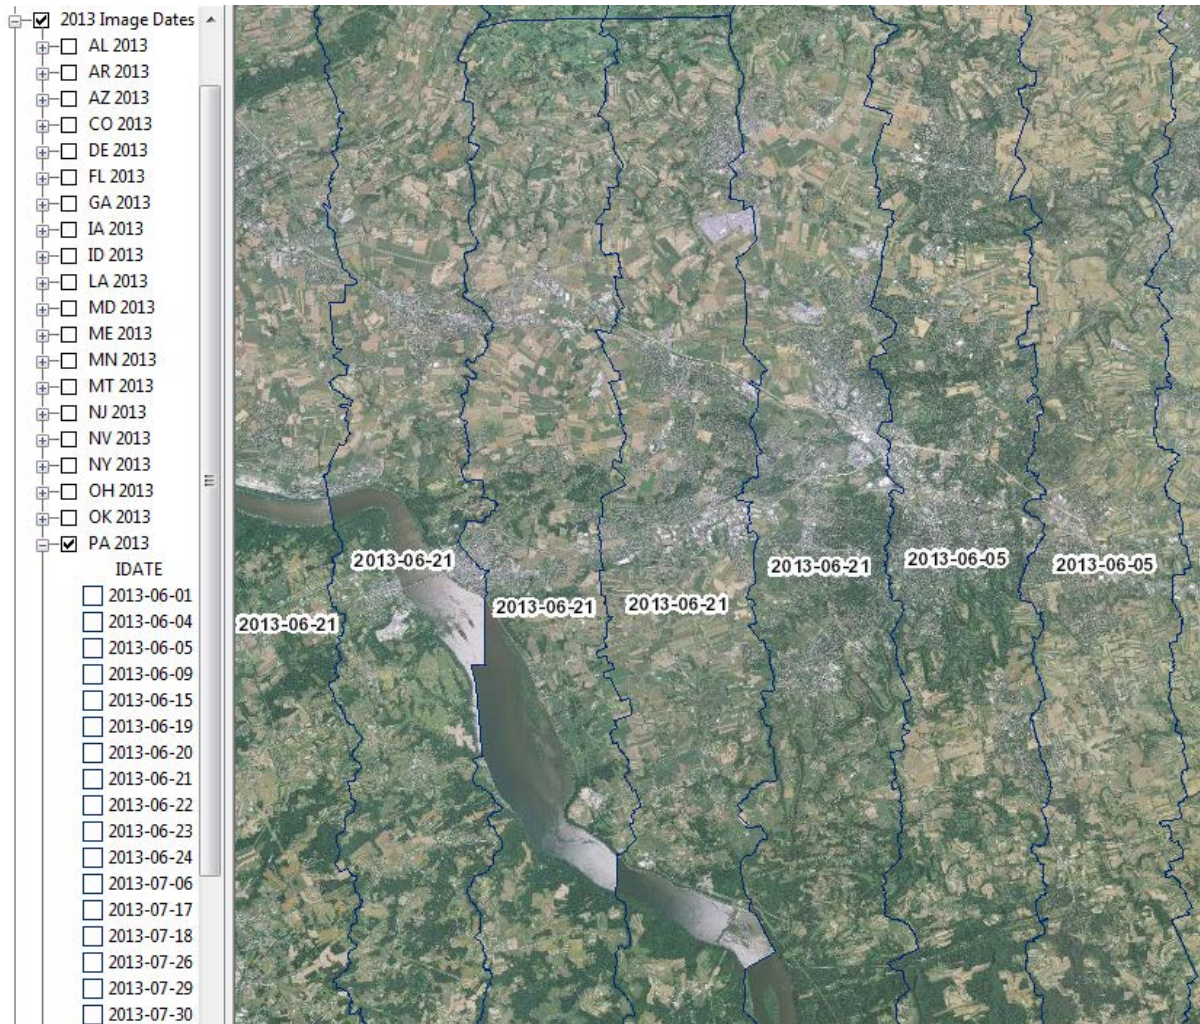 2013 Image Dates
AL 2013
AR 2013
AZ 2013
CO 2013
DE 2013
FL 2013
GA 2013
IA 2013
ID 2013
LA 2013
MD 2013
ME 2013
MN 2013
MT 2013
NJ 2013
NV 2013
NY 2013
OH 2013
OK 2013
PA 2013
IDATE
2013-06-01
2013-06-04
2013-06-05
2013-06-09
2013-06-15
2013-06-19
2013-06-20
2013-06-21
2013-06-22
2013-06-23
2013-06-24
2013-07-06
2013-07-17
2013-07-18
2013-07-26
2013-07-29
2013-07-30
2013-06-21
2013-06-21
2013-06-21
2013-06-21
2013-06-21
2013-06-05
2013-06-05